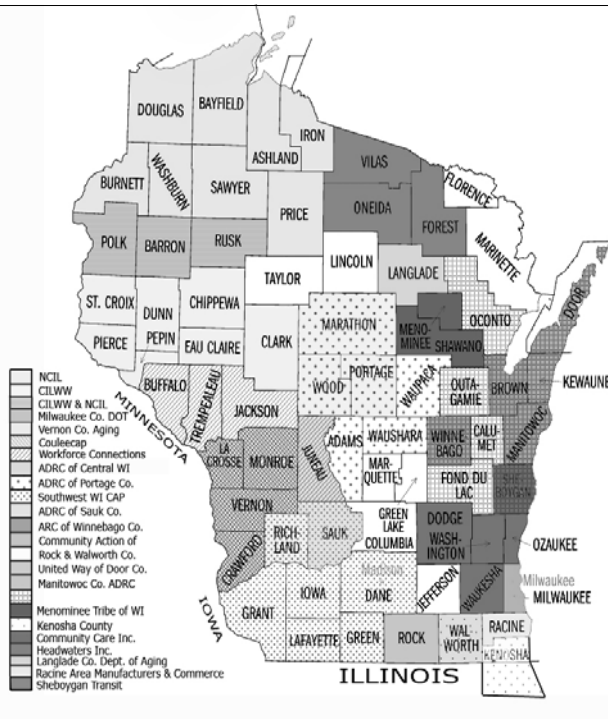 DOUGLAS
BAYFIELD
IRON
ASHLAND
VILAS
FLORENCE
BURNETT
WASHBURN
SAWYER
PRICE
ONEIDA
FOREST
MARINETTE
POLK
BARRON
RUSK
LINCOLN
TAYLOR
LANGLADE
DOOR
ST. CROIX
DUNN
CHIPPEWA
MARATHON
OCONTO
MENO-
MINEE
SHAWANO
PIERCE
PEPIN
EAU CLAIRE
CLARK
BUFFALO
TREMPEALEAU
WOOD
PORTAGE
WAUPACA
OUTA-
GAMIE
BROWN
KEWAUNE
MINNESOTA
JACKSON
ADAMS
WAUSHARA
WINNE
BAGO
CALU-
MET
MANITOWOC
LA
CROSSE
MONROE
JUNEAU
MAR-
QUETTE
GREEN
LAKE
FOND DU
LAC
SHE-
BOYGAN
VERNON
COLUMBIA
DODGE
WASH-
INGTON
OZAUKEE
CRAWFORD
RICH-
LAND
SAUK
Madison
DANE
JEFFERSON
WAUKESHA
Milwaukee
MILWAUKEE
IOWA
GRANT
IOWA
LAFAYETTE
GREEN
ROCK
WAL
WORTH
RACINE
KENOSHA
ILLINOIS
NCIL
CILWW
CILWW & NCIL
Milwaukee Co. DOT
Vernon Co. Aging
Couleecap
Workforce Connections
ADRC of Central WI
ADRC of Portage Co.
Southwest WI CAP
ADRC of Sauk Co.
ARC of Winnebago Co.
Community Action of
Rock & Walworth Co.
United Way of Door Co.
Manitowoc Co. ADRC
Menominee Tribe of WI
Kenosha County
Community Care Inc.
Headwaters Inc.
Langlade Co. Dept. of Aging
Racine Area Manufacturers & Commerce
Sheboygan Transit